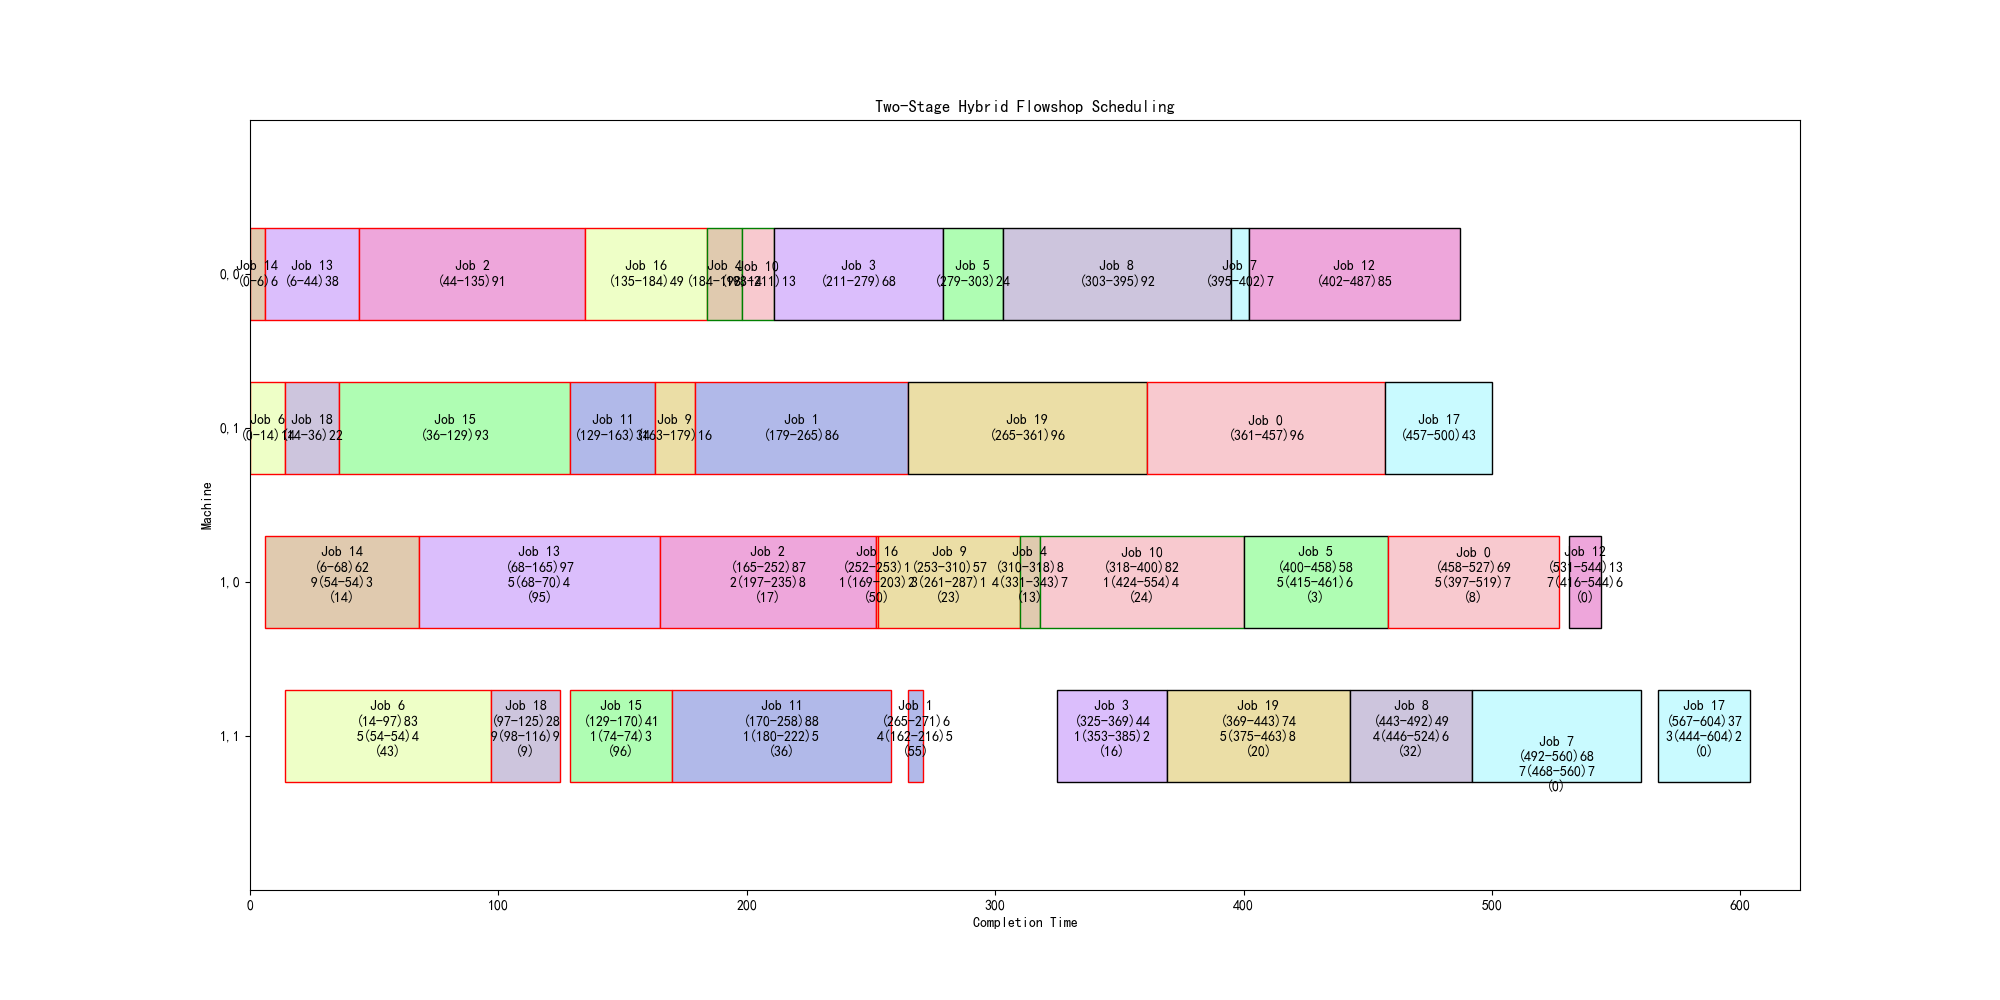 Two-Stage Hybrid Flowshop Scheduling
Machine
0,0
Job 14
(0-6)6
Job 13
(6-44)38
Job 2
(44-135)91
Job 16
(135-184)49
Job 4
Job 10
Job 3
(211-279)68
Job 5
(279-303)24
Job 8
(303-395)92
Job 7
(395-402)7
Job 12
(402-487)85
0,1
Job 6
(0-14)14
Job 18
(14-36)22
Job 15
(36-129)93
Job 11
(129-163)34
Job 9
(163-179)16
Job 1
(179-265)86
Job 19
(265-361)96
Job 0
(361-457)96
Job 17
(457-500)43
1,0
Job 14
(6-68)62
9(54-54)3
(14)
Job 13
(68-165)97
5(68-70)4
(95)
Job 2
(165-252)87
2(197-235)8
(17)
Job 16
(252-253)1
(50)
Job 9
(253-310)57
(23)
Job 4
(310-318)8
4(331-343)7
(13)
Job 10
(318-400)82
1(424-554)4
(24)
Job 5
(400-458)58
5(415-461)6
(3)
Job 0
(458-527)69
5(397-519)7
(8)
Job 12
(531-544)13
7(416-544)6
(0)
1,1
Job 6
(14-97)83
5(54-54)4
(43)
Job 18
(97-125)28
9(98-116)9
(9)
Job 15
(129-170)41
1(74-74)3
(96)
Job 11
(170-258)88
1(180-222)5
(36)
Job 1
(265-271)6
4(162-216)5
(55)
Job 3
(325-369)44
1(353-385)2
(16)
Job 19
(369-443)74
5(375-463)8
(20)
Job 8
(443-492)49
4(446-524)6
(32)
Job 7
(492-560)68
7(468-560)7
(0)
Job 17
(567-604)37
3(444-604)2
(0)
0
100
200
300
400
500
600
Completion Time